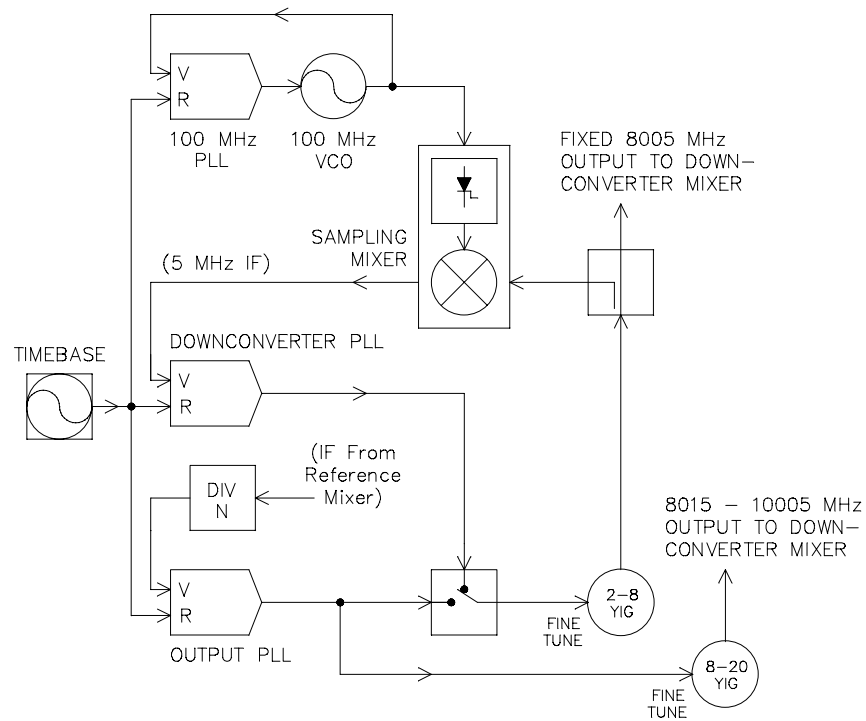 V
R
100 MHz
PLL
100 MHz
VCO
FIXED 8005 MHz
OUTPUT TO DOWN–
CONVERTER MIXER
SAMPLING
MIXER
(5 MHz IF)
DOWNCONVERTER PLL
TIMEBASE
V
R
(IF From
Reference
Mixer)
DIV
N
8015 – 10005 MHz
OUTPUT TO DOWN–
CONVERTER MIXER
V
R
OUTPUT PLL
2–8
YIG
FINE
TUNE
8–20
YIG
FINE
TUNE